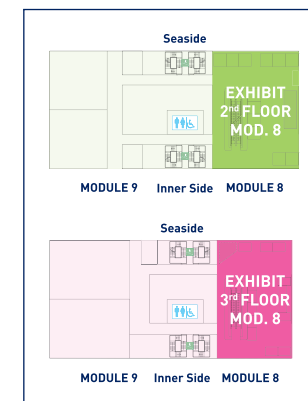 Seaside
EXHIBIT
2nd FLOOR
MOD. 8
MODULE 9 Inner Side MODULE 8
Seaside
EXHIBIT
3rd FLOOR
MOD. 8
MODULE 9 Inner Side MODULE 8